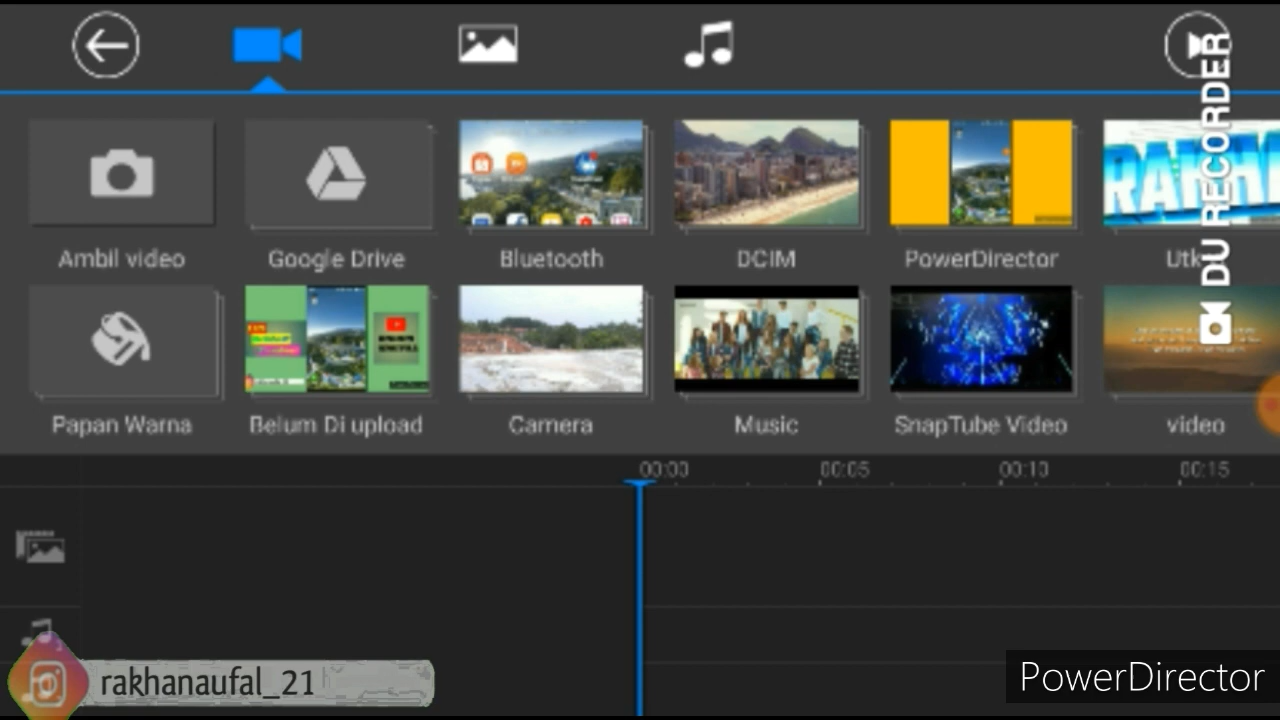 Ambil video
Google Drive
Bluetooth
DCIM
PowerDirector
DU RECORDER
Papan Warna
Belum Di upload
Camera
Music
SnapTube Video
video
00:00
00:05
00:10
00:15
rakhanaufal_21
PowerDirector